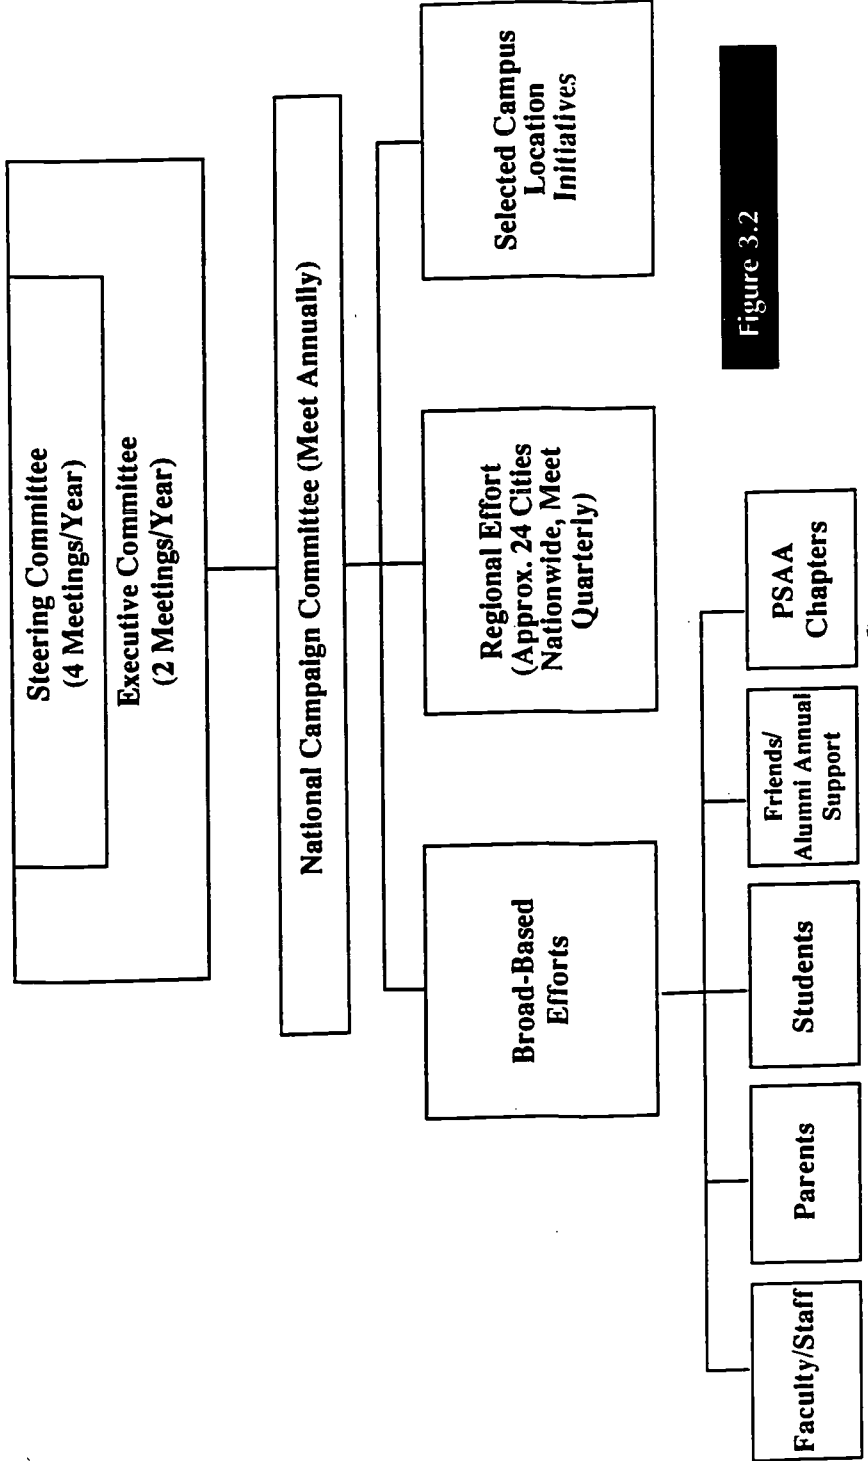 Steering Committee
(4 Meetings/Year)
Executive Committee
(2 Meetings/Year)
National Campaign Committee (Meet Annually)
Broad-Based
Efforts
Regional Effort
(Approx. 24 Cities
Nationwide, Meet
Quarterly)
Selected Campus
Location
Initiatives
Faculty/Staff
Parents
Students
Friends/
Alumni Annual
Support
PSAA
Chapters
Figure 3.2